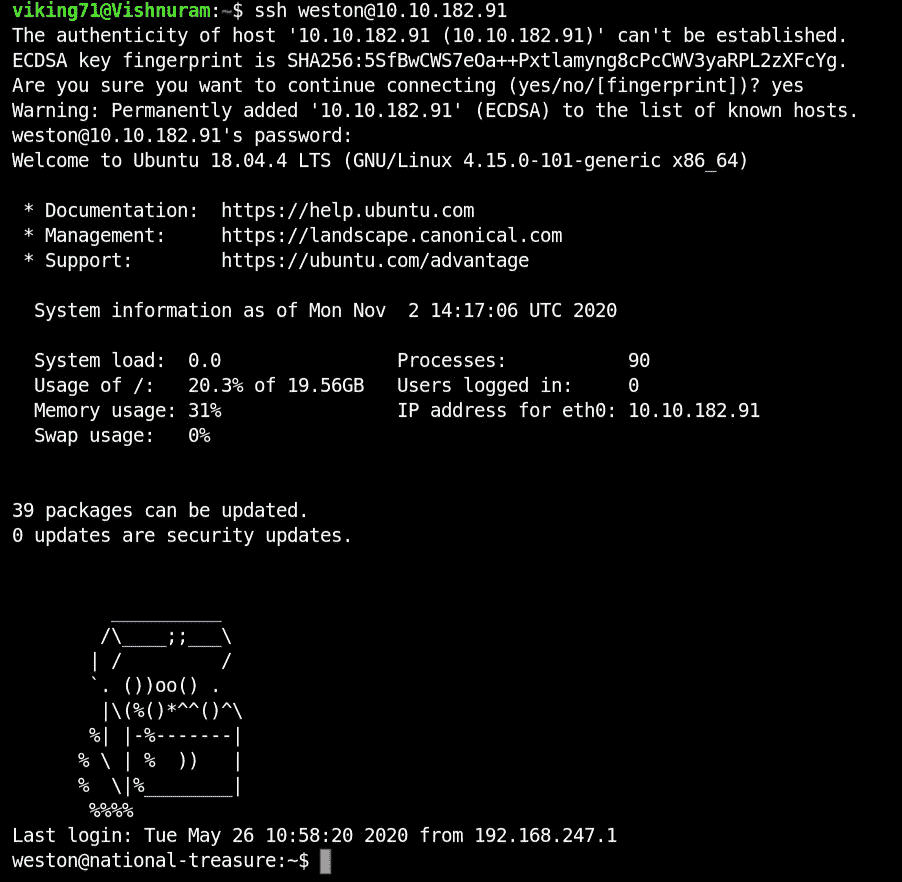 viking71@Vishnuram:~$ ssh weston@10.10.182.91
The authenticity of host '10.10.182.91 (10.10.182.91)' can't be established.
ECDSA key fingerprint is SHA256:5SfBwCWS7eOa++Pxtlamyng8cPcCWV3yaRPL2zXFcYg.
Are you sure you want to continue connecting (yes/no/[fingerprint])? yes
Warning: Permanently added '10.10.182.91' (ECDSA) to the list of known hosts.
weston@10.10.182.91's password:
Welcome to Ubuntu 18.04.4 LTS (GNU/Linux 4.15.0-101-generic x86_64)

 * Documentation:  https://help.ubuntu.com
 * Management:     https://landscape.canonical.com
 * Support:        https://ubuntu.com/advantage

  System information as of Mon Nov  2 14:17:06 UTC 2020

  System load:  0.0                Processes:           90
  Usage of /:   20.3% of 19.56GB   Users logged in:     0
  Memory usage: 31%                IP address for eth0: 10.10.182.91
  Swap usage:   0%


39 packages can be updated.
0 updates are security updates.


         __________
        /\____;;___\
       | /         /
       `. ())oo() .
        |\(%()*^^()^\
       %| |-%-------|
      % \ | %  ))   |
      %  \|%________|
       %%%%
Last login: Tue May 26 10:58:20 2020 from 192.168.247.1
weston@national-treasure:~$